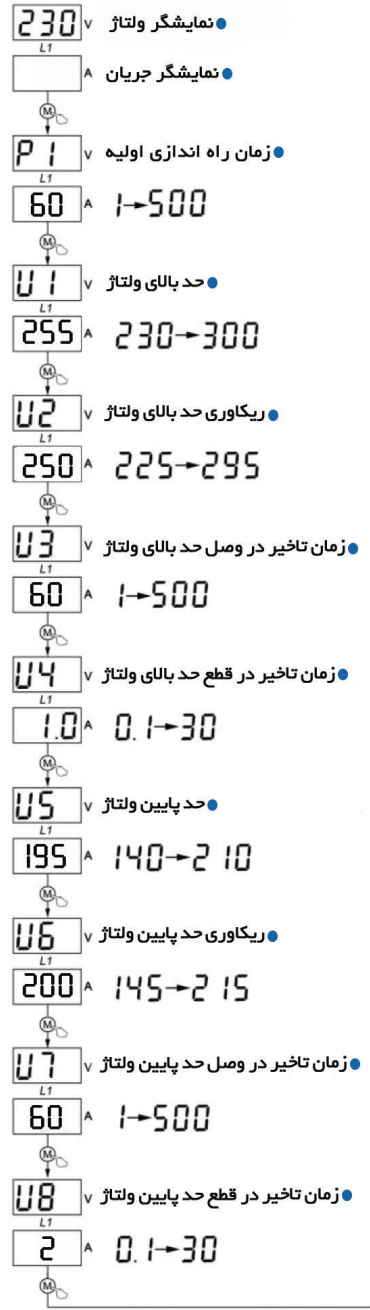 230 V نمایشگر ولتاژ
L1
A نمایشگر جریان
M
P1 V زمان راه اندازی اولیه
L1
60 A 1→500
M
U1 V حد بالای ولتاژ
L1
255 A 230→300
M
U2 V ریکاوری حد بالای ولتاژ
L1
250 A 225→295
M
U3 V زمان تاخیر در وصل حد بالای ولتاژ
L1
60 A 1→500
M
U4 V زمان تاخیر در قطع حد بالای ولتاژ
L1
1.0 A 0.1→30
M
U5 V حد پایین ولتاژ
L1
195 A 140→210
M
U6 V ریکاوری حد پایین ولتاژ
L1
200 A 145→215
M
U7 V زمان تاخیر در وصل حد پایین ولتاژ
L1
60 A 1→500
M
U8 V زمان تاخیر در قطع حد پایین ولتاژ
L1
2 A 0.1→30
M